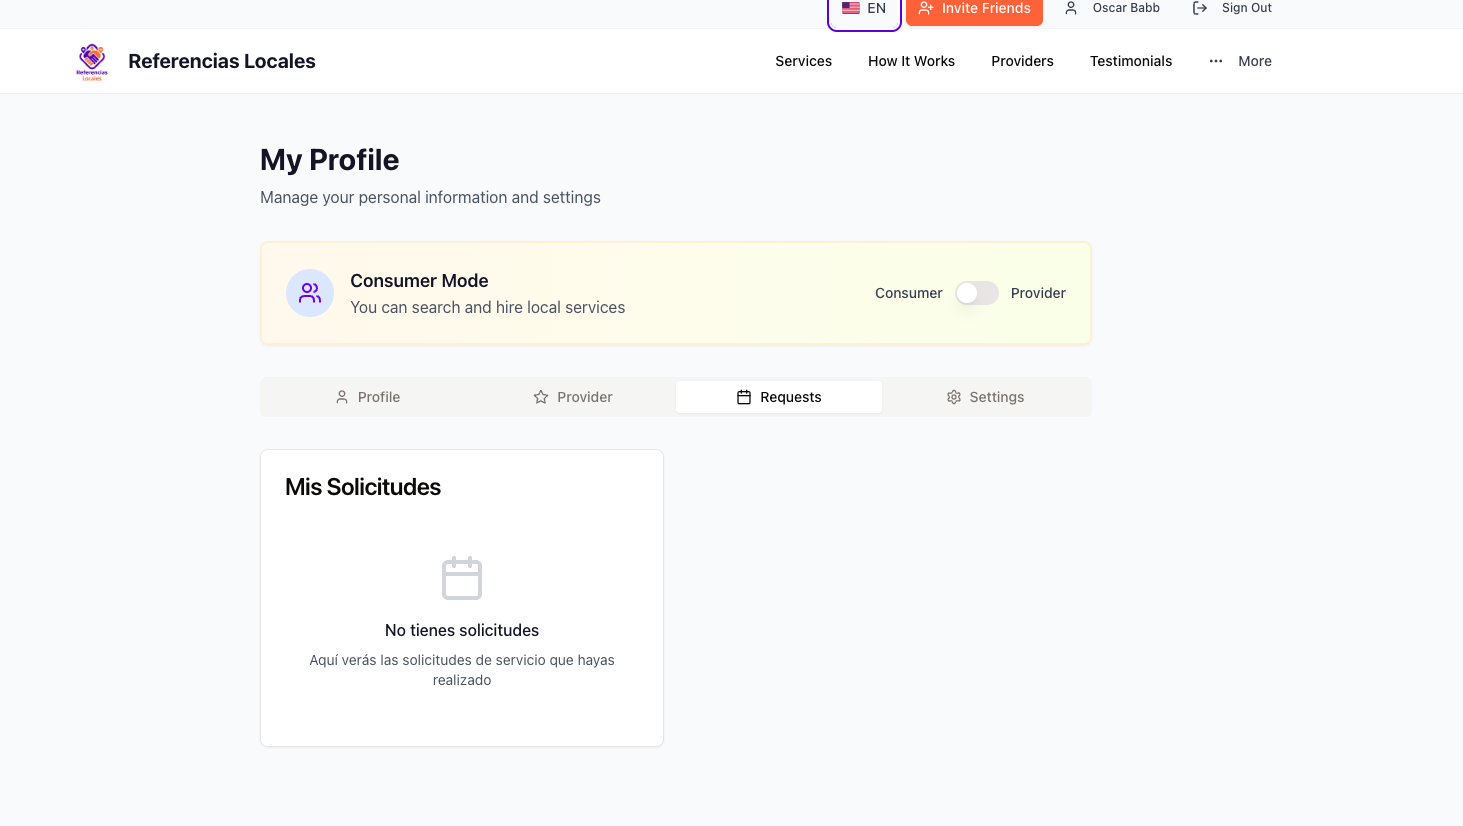 EN
Invite Friends
Oscar Babb
Sign Out
Referencias
Locales
Referencias Locales
Services
How It Works
Providers
Testimonials
More
My Profile
Manage your personal information and settings
Consumer Mode
You can search and hire local services
Consumer
Provider
Profile
Provider
Requests
Settings
Mis Solicitudes
No tienes solicitudes
Aquí verás las solicitudes de servicio que hayas
realizado